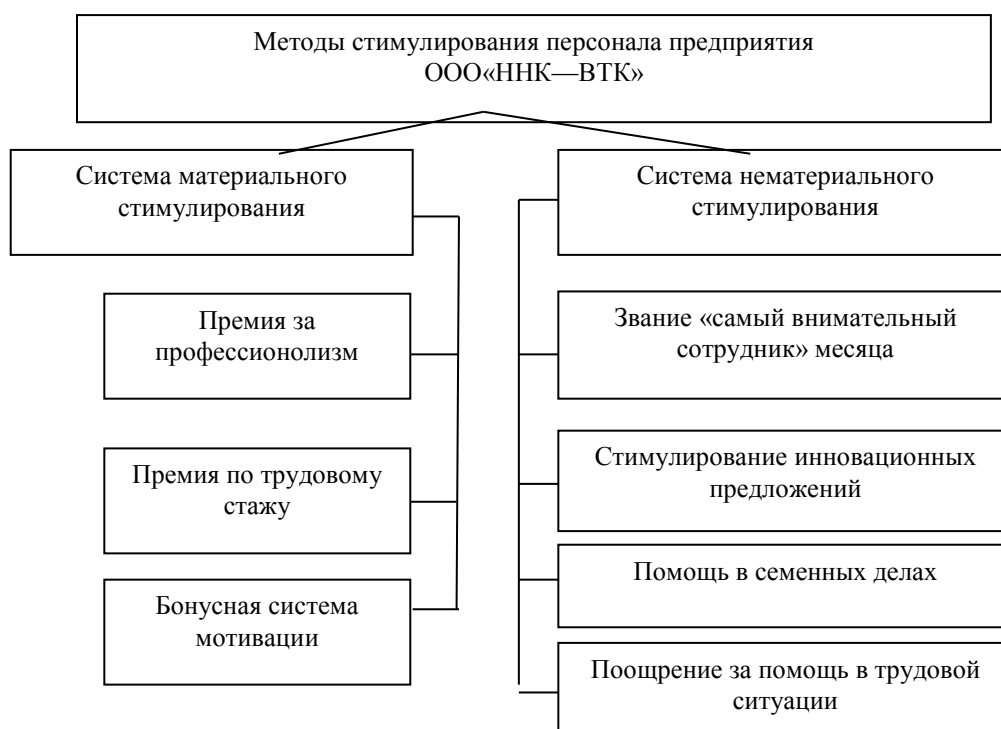 Методы стимулирования персонала предприятия
ООО«ННК—ВТК»
Система материального
стимулирования
Система нематериального
стимулирования
Премия за
профессионолизм
Звание «самый внимательный
сотрудник» месяца
Премия по трудовому
стажу
Стимулирование инновационных
предложений
Бонусная система
мотивации
Помощь в семенных делах
Поощрение за помощь в трудовой
ситуации